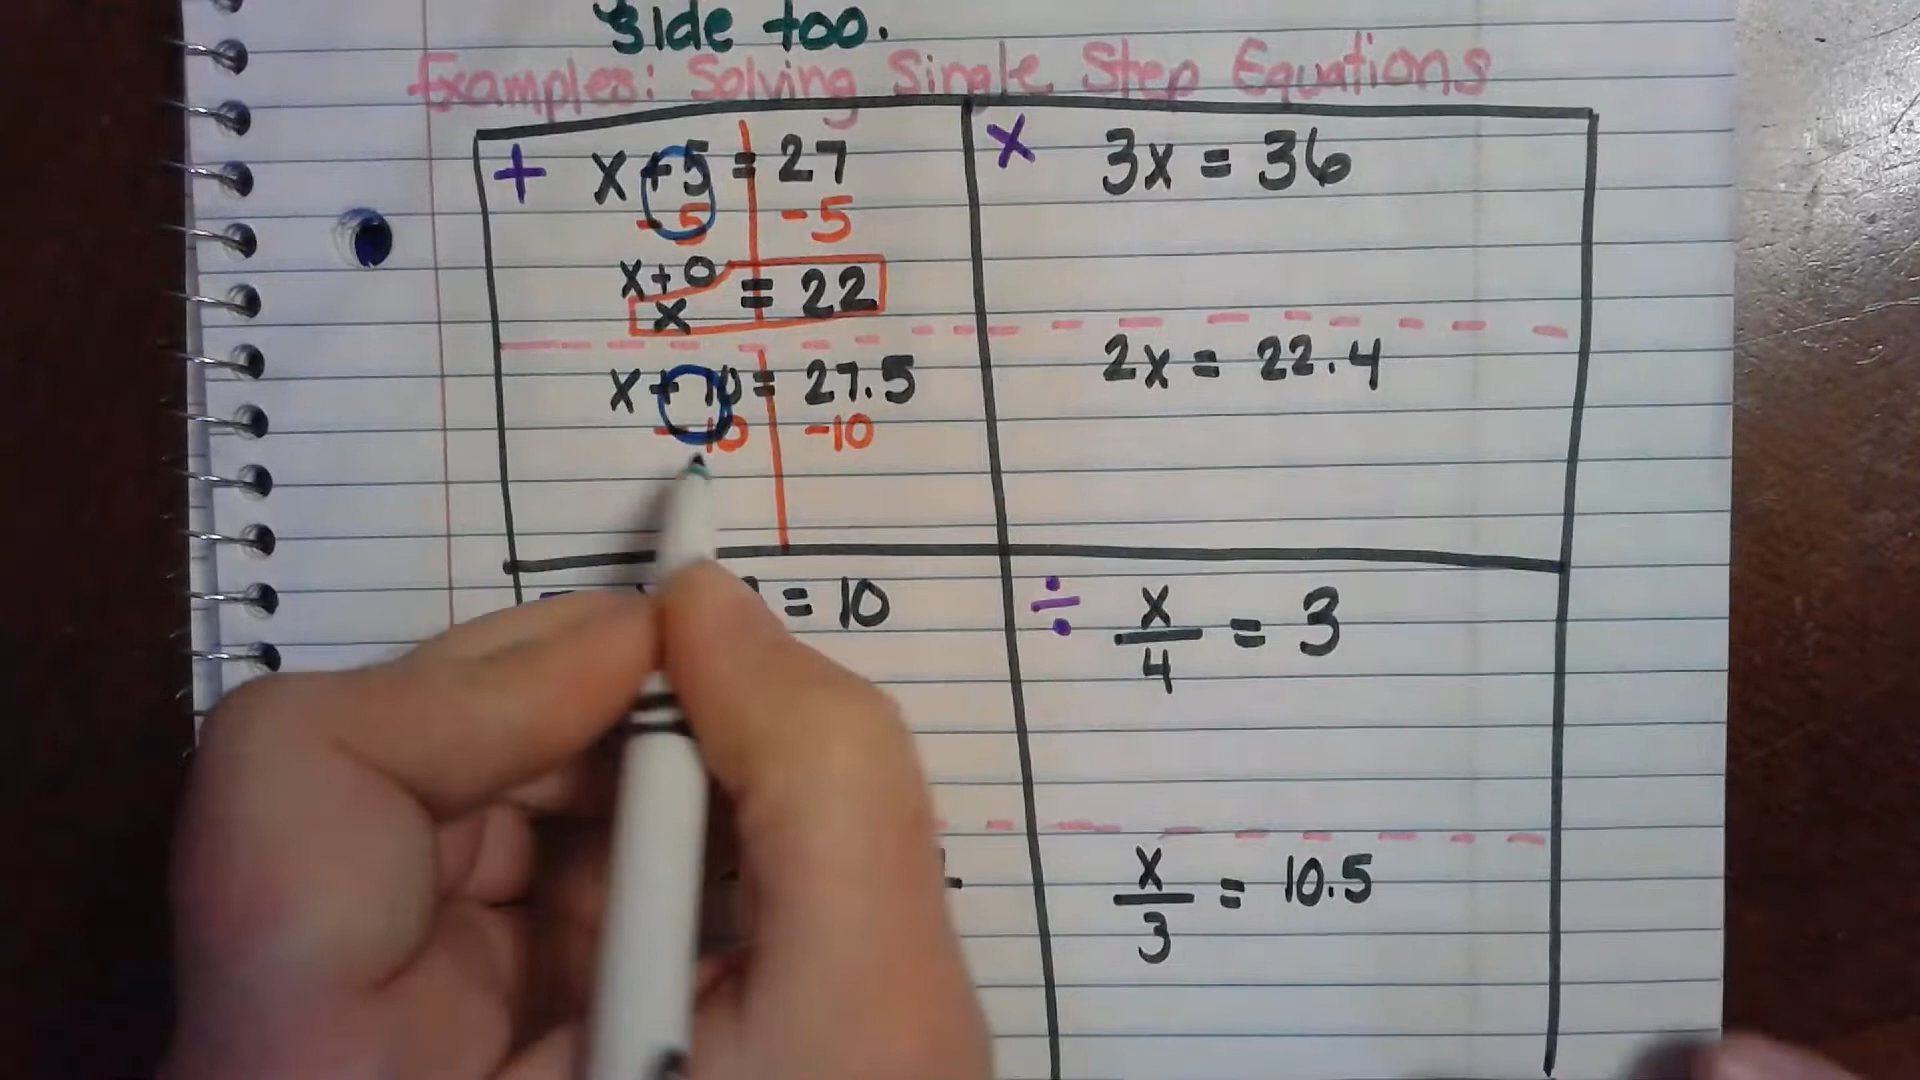 side too.
Examples: Solving Single Step Equations
+ x + 5 = 27
- 5 - 5
x + 0
x = 22
x + 10 = 27.5
- 10 - 10
× 3x = 36
2x = 22.4
= 10
÷ x/4 = 3
x/3 = 10.5